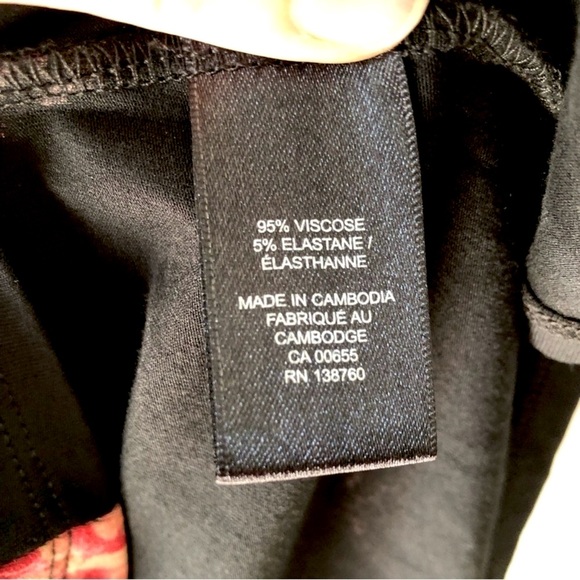 95% VISCOSE
5% ELASTANE /
ÉLASTHANNE
MADE IN CAMBODIA
FABRIQUÉ AU
CAMBODGE
CA 00655
RN 138760